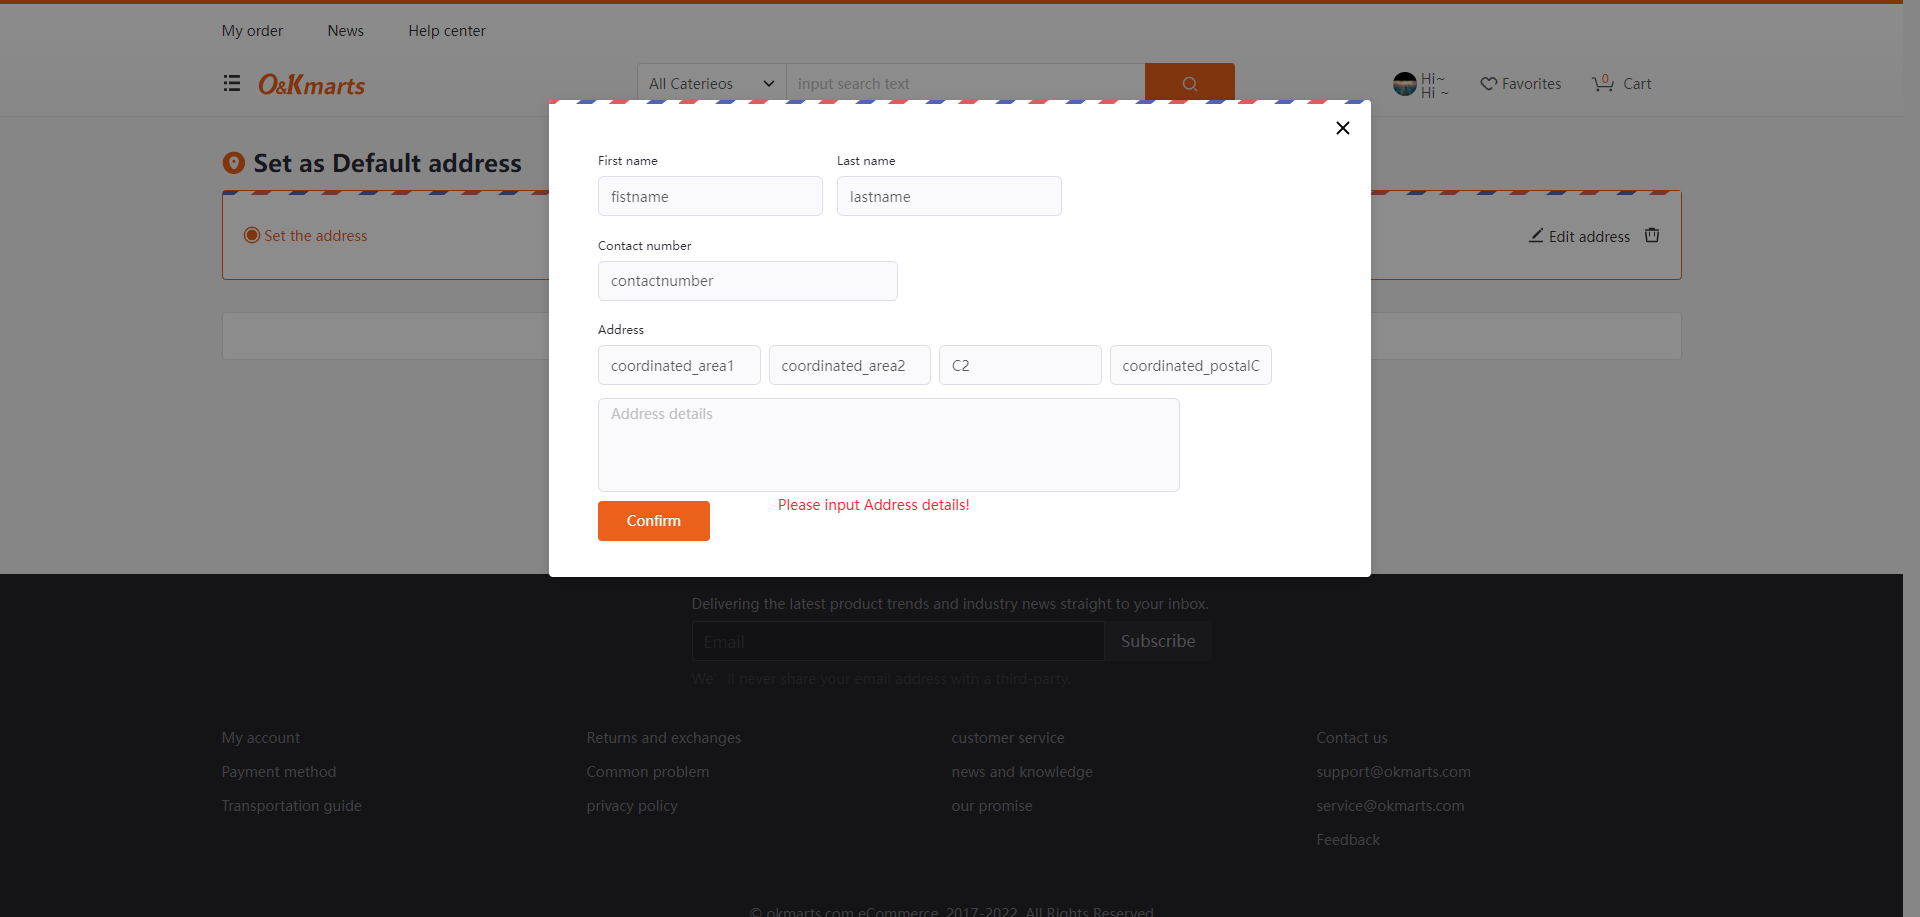 My order News Help center
O&Kmarts All Caterieos input search text Hi~ Favorites 0 Cart
Hi ~
Set as Default address
Set the address Edit address
First name Last name
fistname lastname
Contact number
contactnumber
Address
coordinated_area1 coordinated_area2 C2 coordinated_postalC
Address details
Please input Address details!
Confirm
Delivering the latest product trends and industry news straight to your inbox.
Email Subscribe
We’ll never share your email address with a third-party.
My account Returns and exchanges customer service Contact us
Payment method Common problem news and knowledge support@okmarts.com
Transportation guide privacy policy our promise service@okmarts.com
Feedback
© okmarts.com eCommerce. 2017-2022. All Rights Reserved